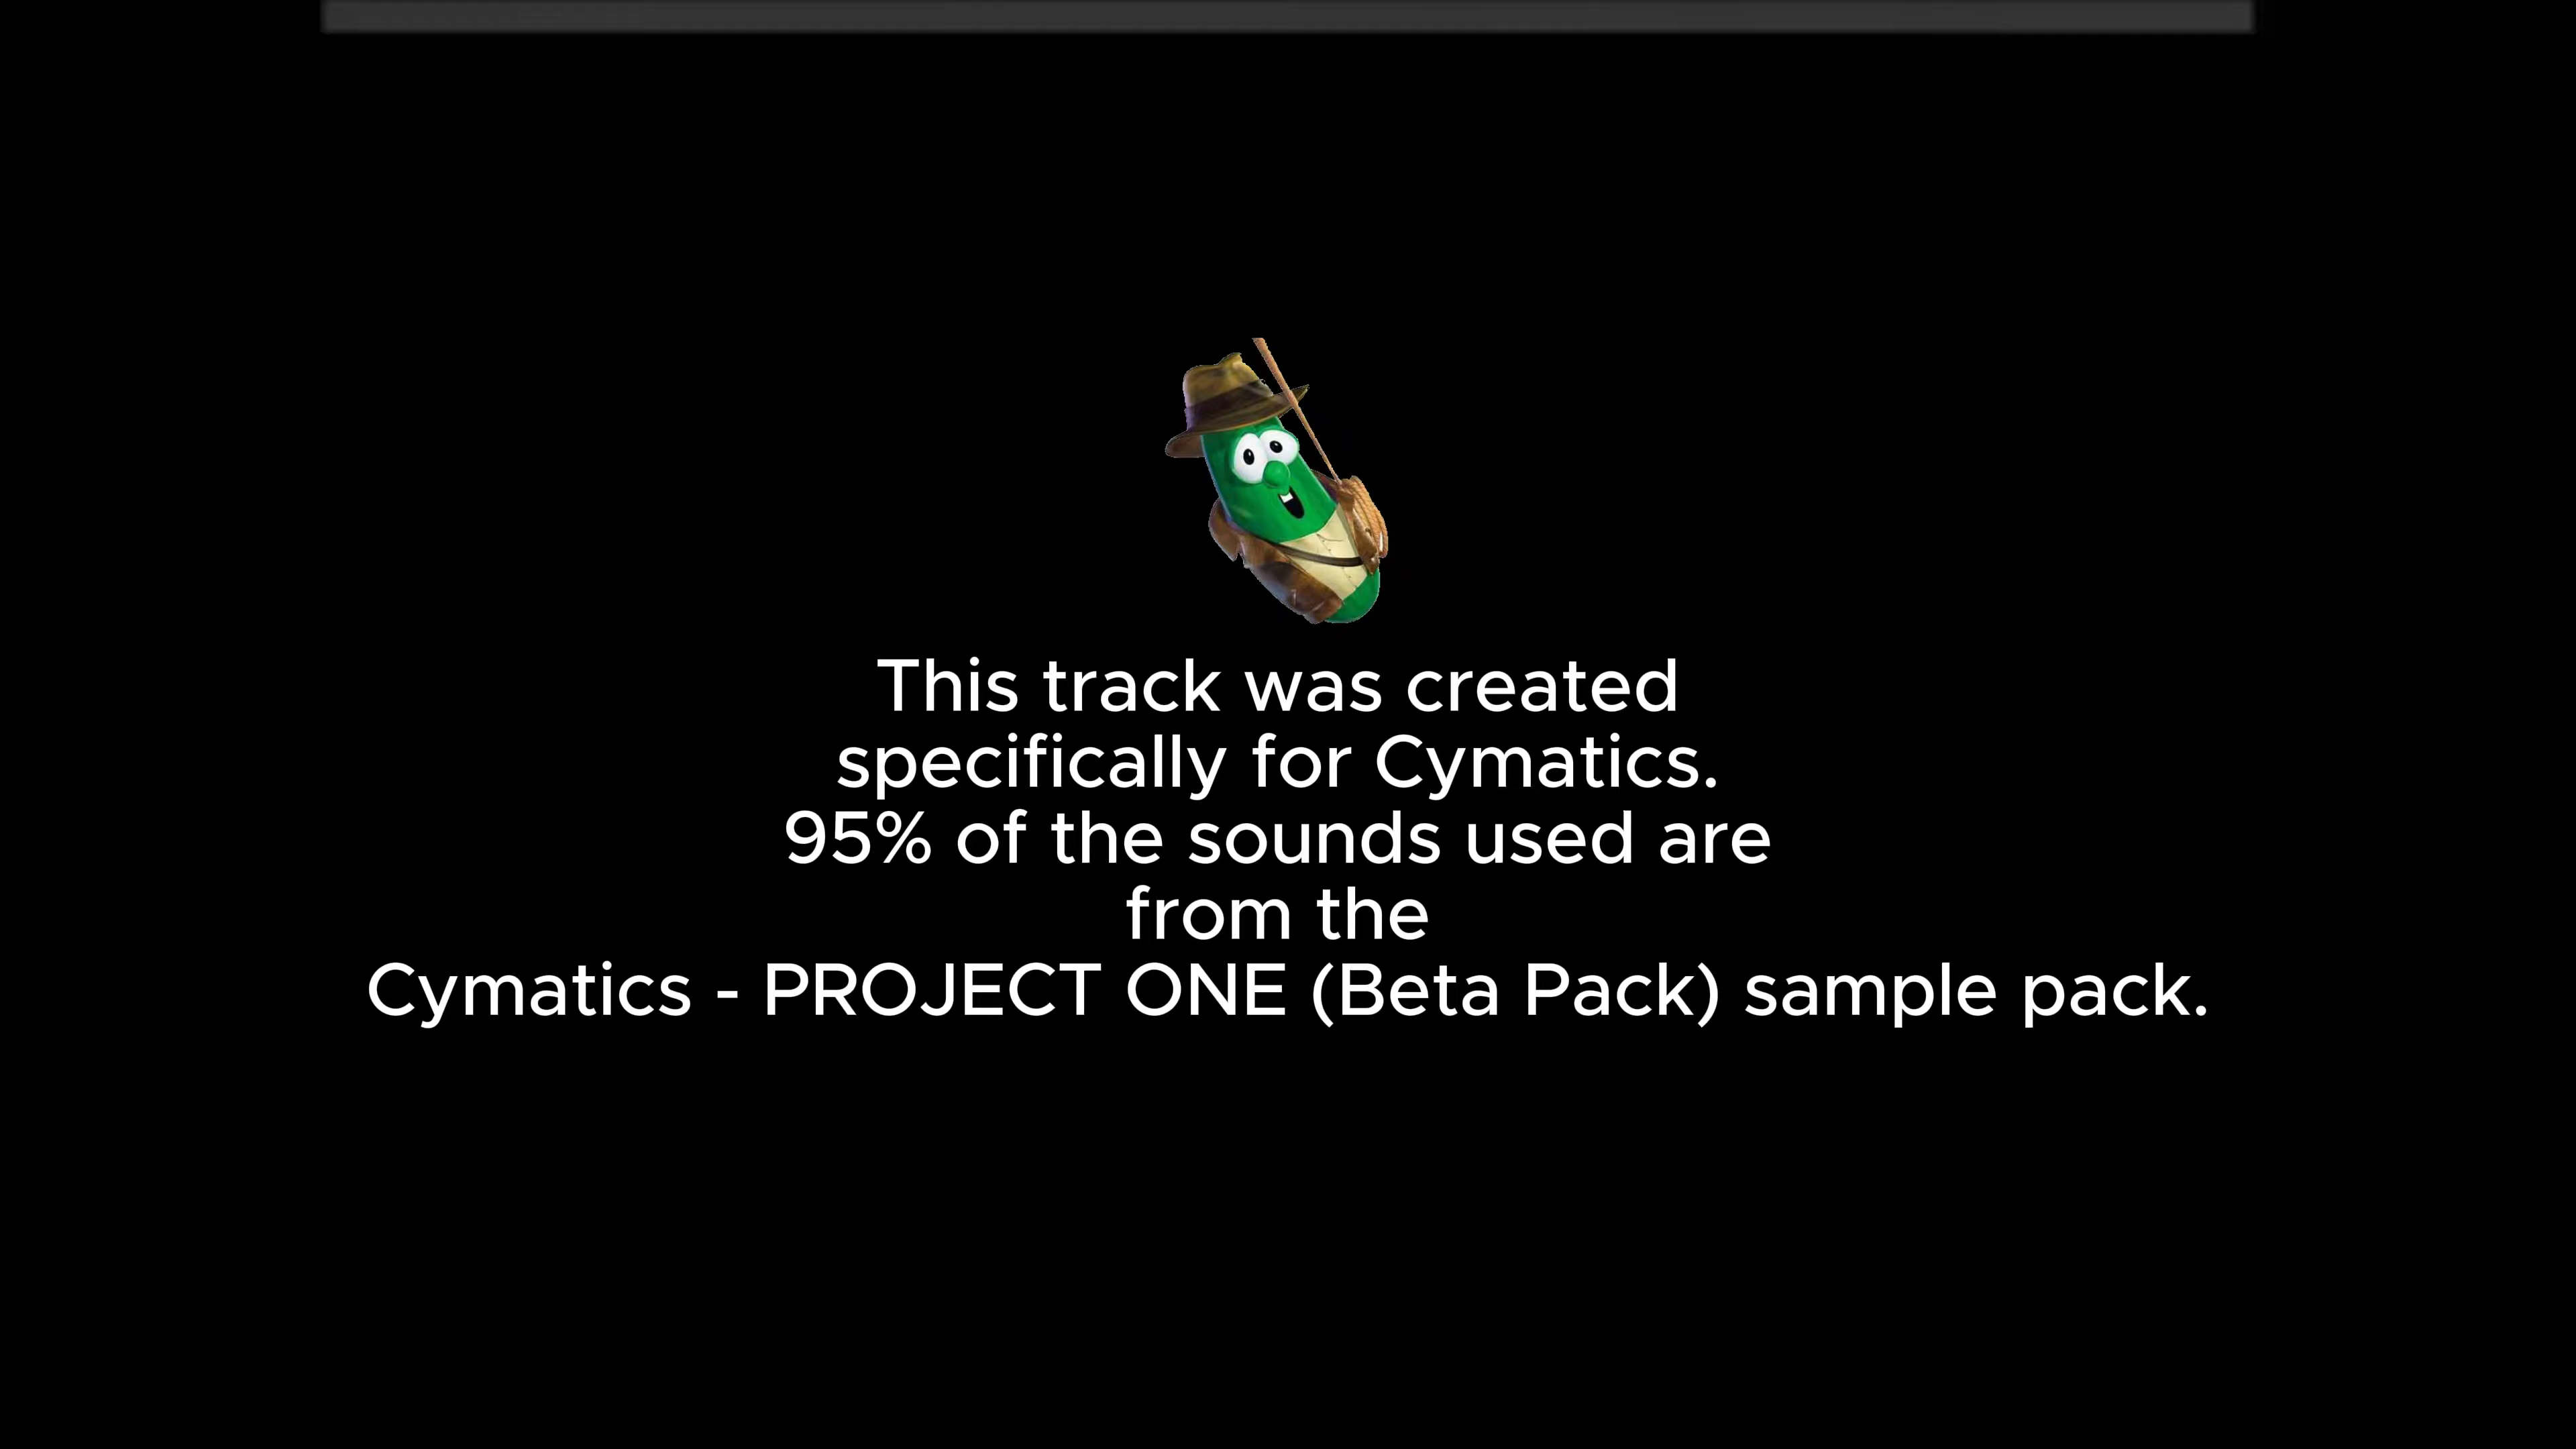 This track was created
specifically for Cymatics.
95% of the sounds used are
from the
Cymatics - PROJECT ONE (Beta Pack) sample pack.